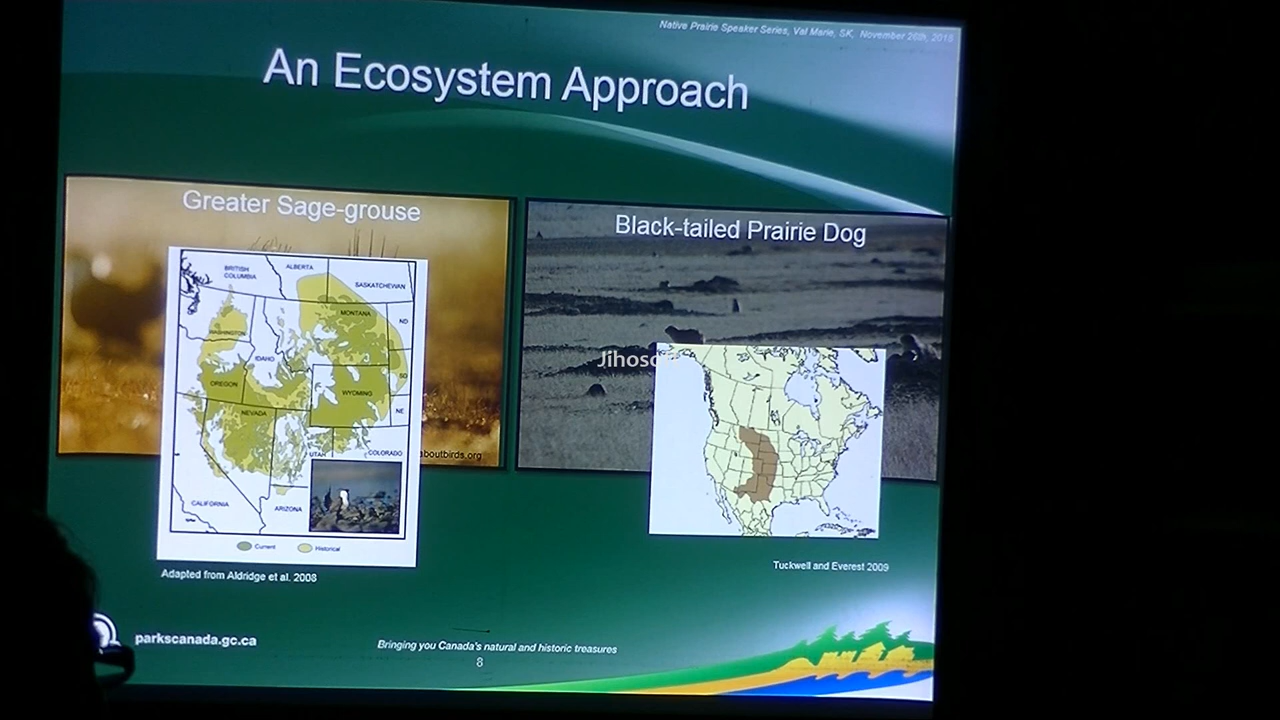 Native Prairie Speaker Series, Val Marie, SK, November 26th, 2015
An Ecosystem Approach
Greater Sage-grouse
Black-tailed Prairie Dog
BRITISH
COLUMBIA
ALBERTA
SASKATCHEWAN
WASHINGTON
MONTANA
ND
IDAHO
OREGON
WYOMING
SD
NE
NEVADA
UTAH
COLORADO
CALIFORNIA
ARIZONA
Current
Historical
aboutbirds.org
Jihoso
Adapted from Aldridge et al. 2008
Tuckwell and Everest 2009
parkscanada.gc.ca
Bringing you Canada's natural and historic treasures
8